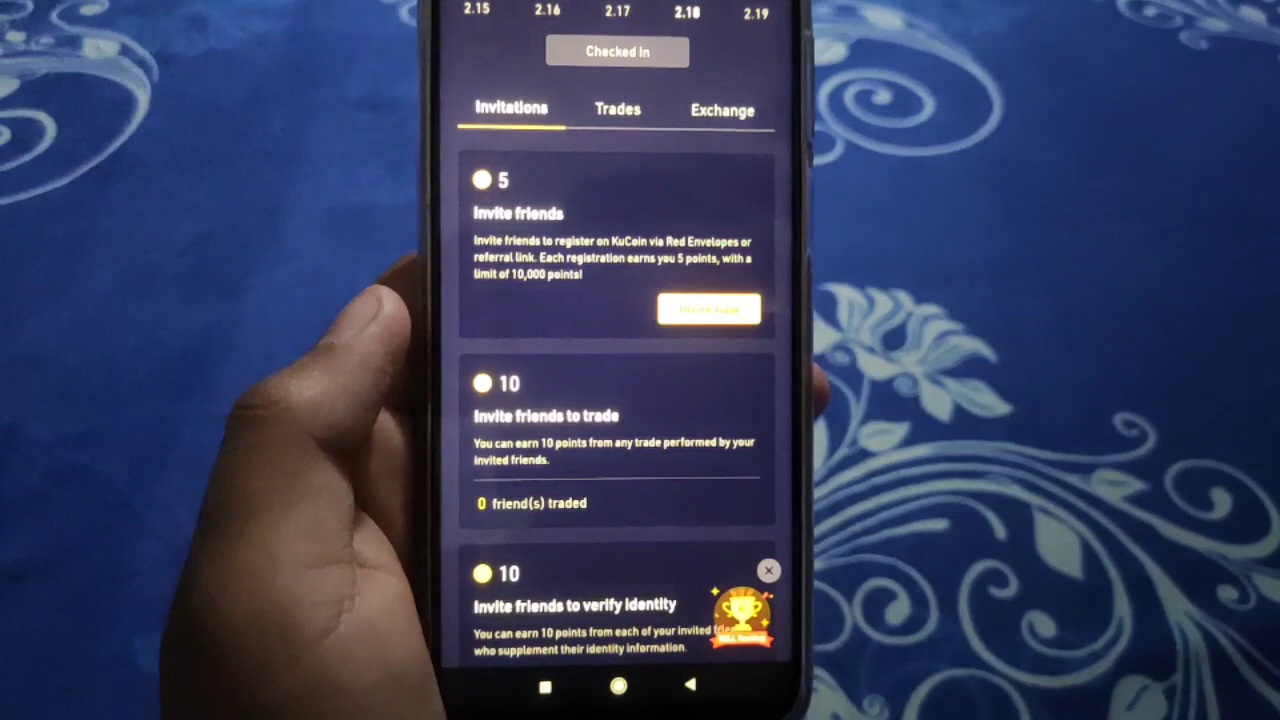 2.15 2.16 2.17 2.18 2.19
Checked in
Invitations Trades Exchange
5
Invite friends
Invite friends to register on KuCoin via Red Envelopes or
referral link. Each registration earns you 5 points, with a
limit of 10,000 points!
Invite now
10
Invite friends to trade
You can earn 10 points from any trade performed by your
invited friends.
0 friend(s) traded
10
Invite friends to verify identity
You can earn 10 points from each of your invited
who supplement their identity information.